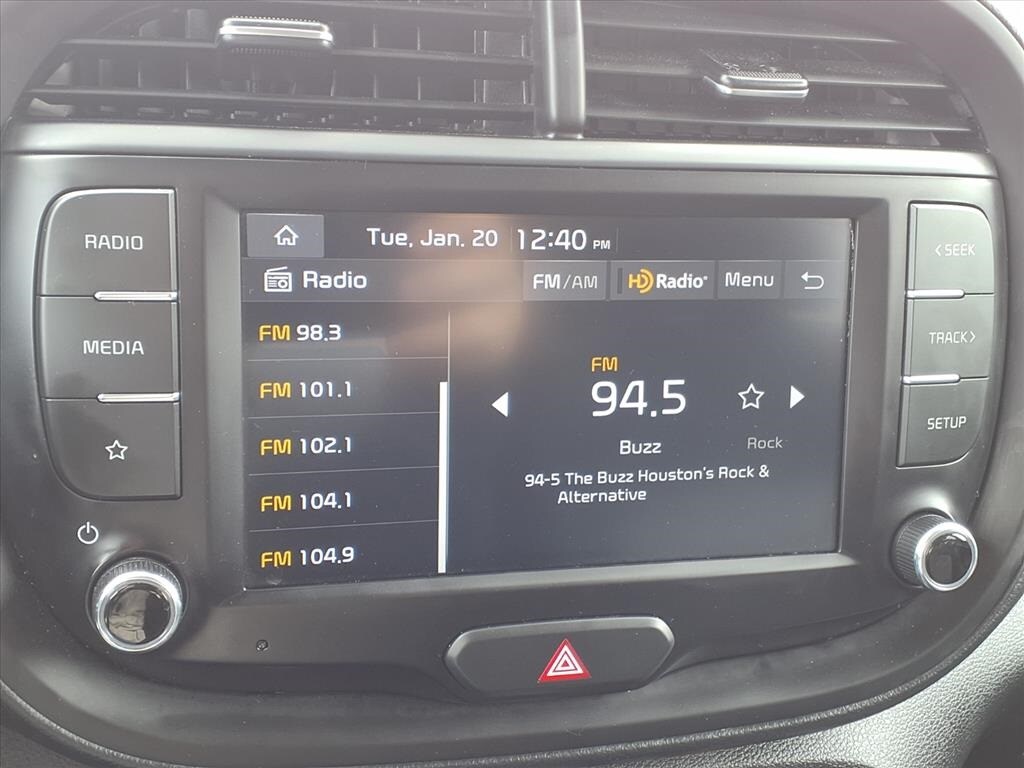 RADIO
MEDIA
Tue, Jan. 20 12:40 PM
Radio FM/AM HD Radio® Menu
FM 98.3
FM 101.1
FM 102.1
FM 104.1
FM 104.9
FM
94.5
Buzz Rock
94-5 The Buzz Houston's Rock &
Alternative
< SEEK
TRACK >
SETUP